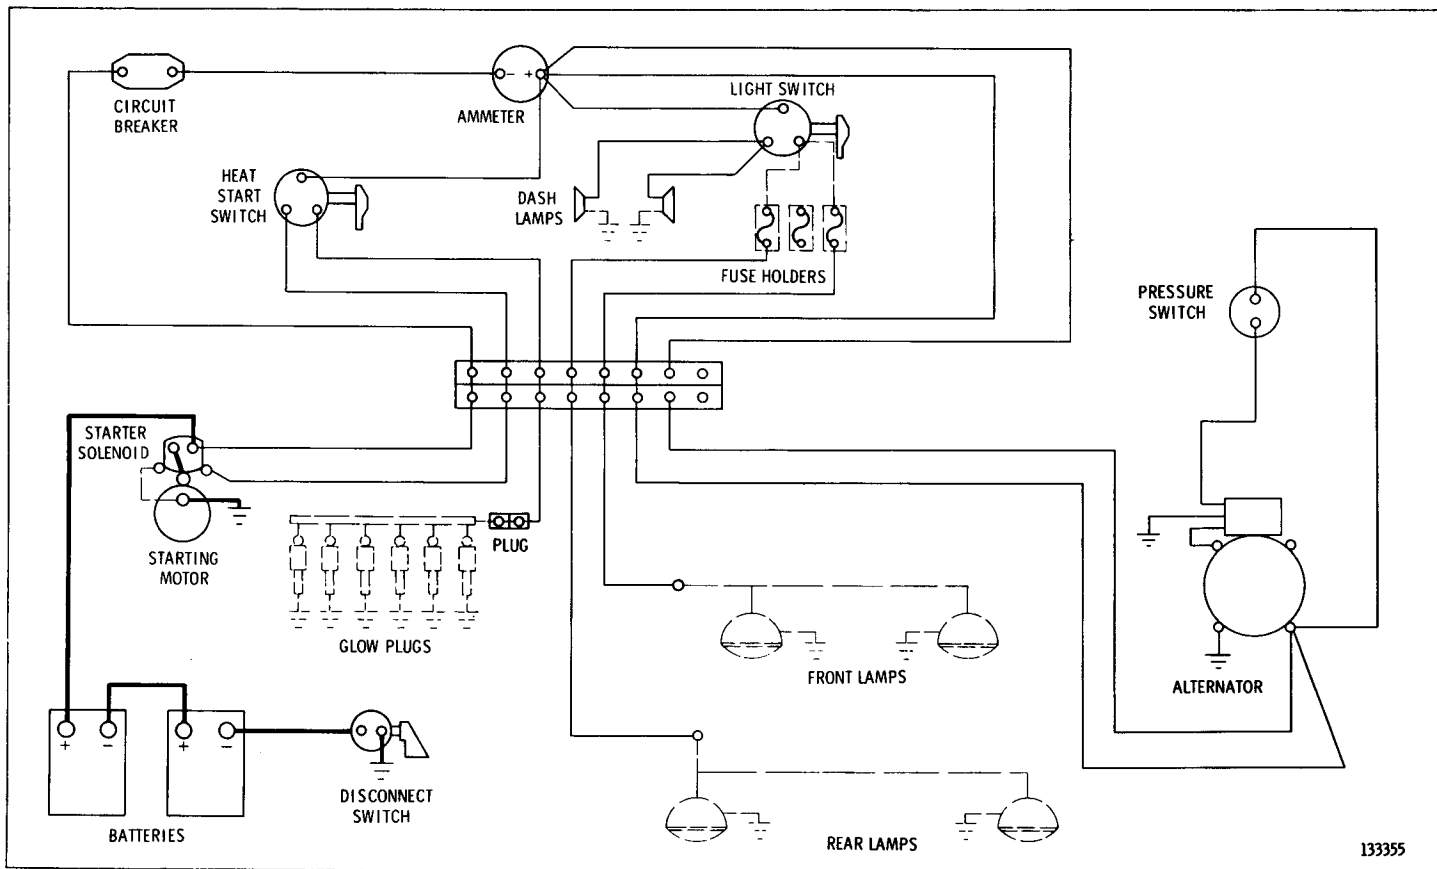 CIRCUIT
BREAKER
- +
AMMETER
LIGHT SWITCH
HEAT
START
SWITCH
DASH
LAMPS
FUSE HOLDERS
PRESSURE
SWITCH
STARTER
SOLENOID
STARTING
MOTOR
PLUG
GLOW PLUGS
FRONT LAMPS
ALTERNATOR
+ - + -
BATTERIES
DISCONNECT
SWITCH
REAR LAMPS
133355